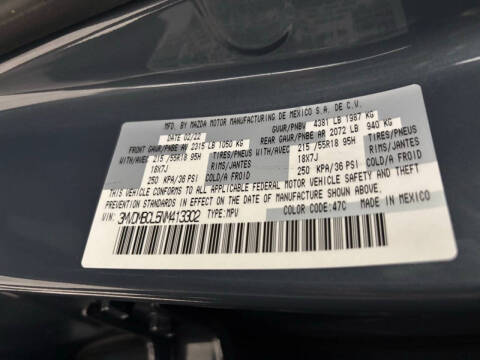 MFD. BY MAZDA MOTOR MANUFACTURING DE MEXICO S.A. DE C.V.
DATE 02/22 GVWR/PNBV 4381 LB 1987 KG
FRONT GAWR/PNBE AV 2315 LB 1050 KG REAR GAWR/PNBE AR 2072 LB 940 KG
WITH/AVEC 215/55R18 95H TIRES/PNEUS WITH/AVEC 215/55R18 95H TIRES/PNEUS
18X7J RIMS/JANTES 18X7J RIMS/JANTES
250 KPA/36 PSI COLD/A FROID 250 KPA/36 PSI COLD/A FROID
THIS VEHICLE CONFORMS TO ALL APPLICABLE FEDERAL MOTOR VEHICLE SAFETY AND THEFT
PREVENTION STANDARDS IN EFFECT ON THE DATE OF MANUFACTURE SHOWN ABOVE.
VIN: 3MVDMBCL5NM413302 TYPE:MPV COLOR CODE:47C MADE IN MEXICO